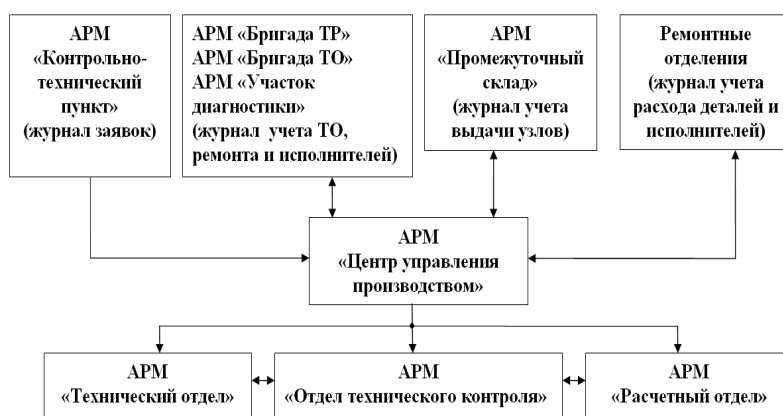 АРМ
«Контрольно-
технический
пункт»
(журнал заявок)
АРМ «Бригада ТР»
АРМ «Бригада ТО»
АРМ «Участок
диагностики»
(журнал учета ТО,
ремонта и исполнителей)
АРМ
«Промежуточный
склад»
(журнал учета
выдачи узлов)
Ремонтные
отделения
(журнал учета
расхода деталей и
исполнителей)
АРМ
«Центр управления
производством»
АРМ
«Технический отдел»
АРМ
«Отдел технического контроля»
АРМ
«Расчетный отдел»